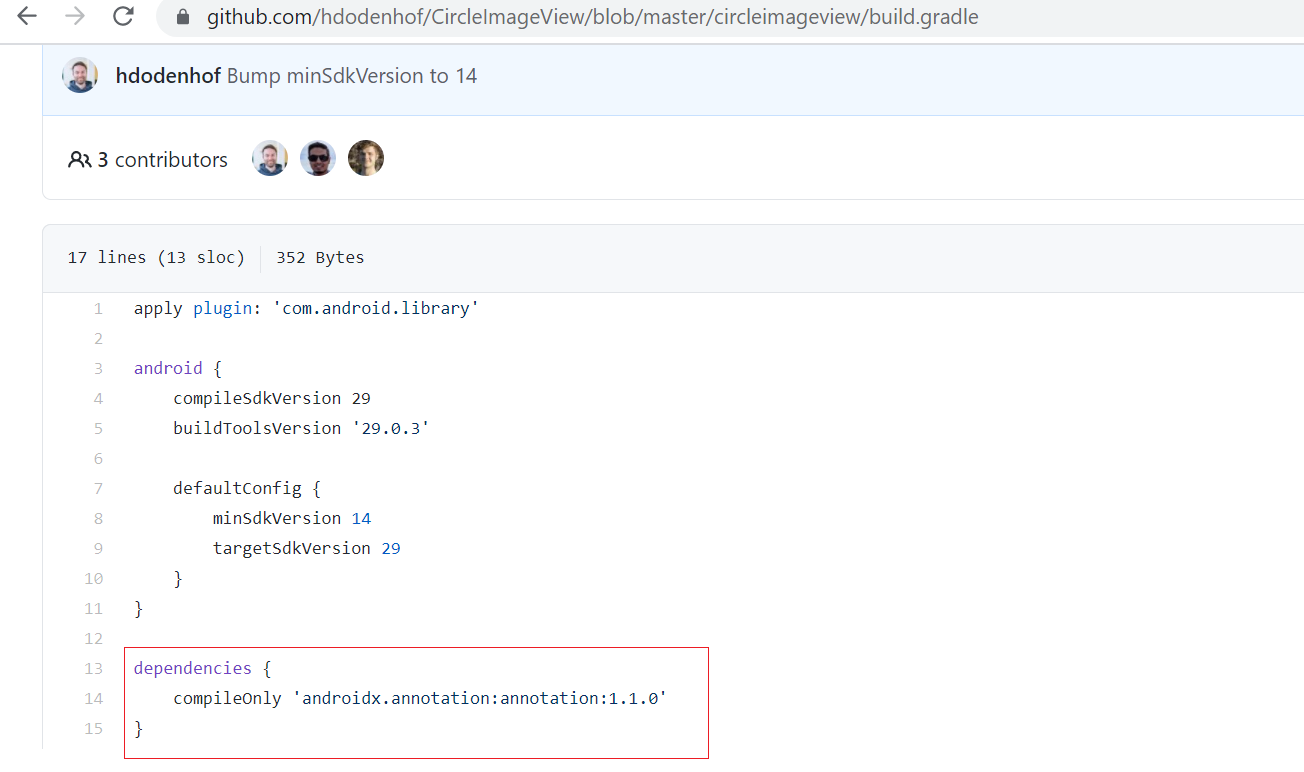 github.com/hdodenhof/CircleImageView/blob/master/circleimageview/build.gradle
hdodenhof Bump minSdkVersion to 14
3 contributors
17 lines (13 sloc) 352 Bytes
1 apply plugin: 'com.android.library'
2
3 android {
4 compileSdkVersion 29
5 buildToolsVersion '29.0.3'
6
7 defaultConfig {
8 minSdkVersion 14
9 targetSdkVersion 29
10 }
11 }
12
13 dependencies {
14 compileOnly 'androidx.annotation:annotation:1.1.0'
15 }